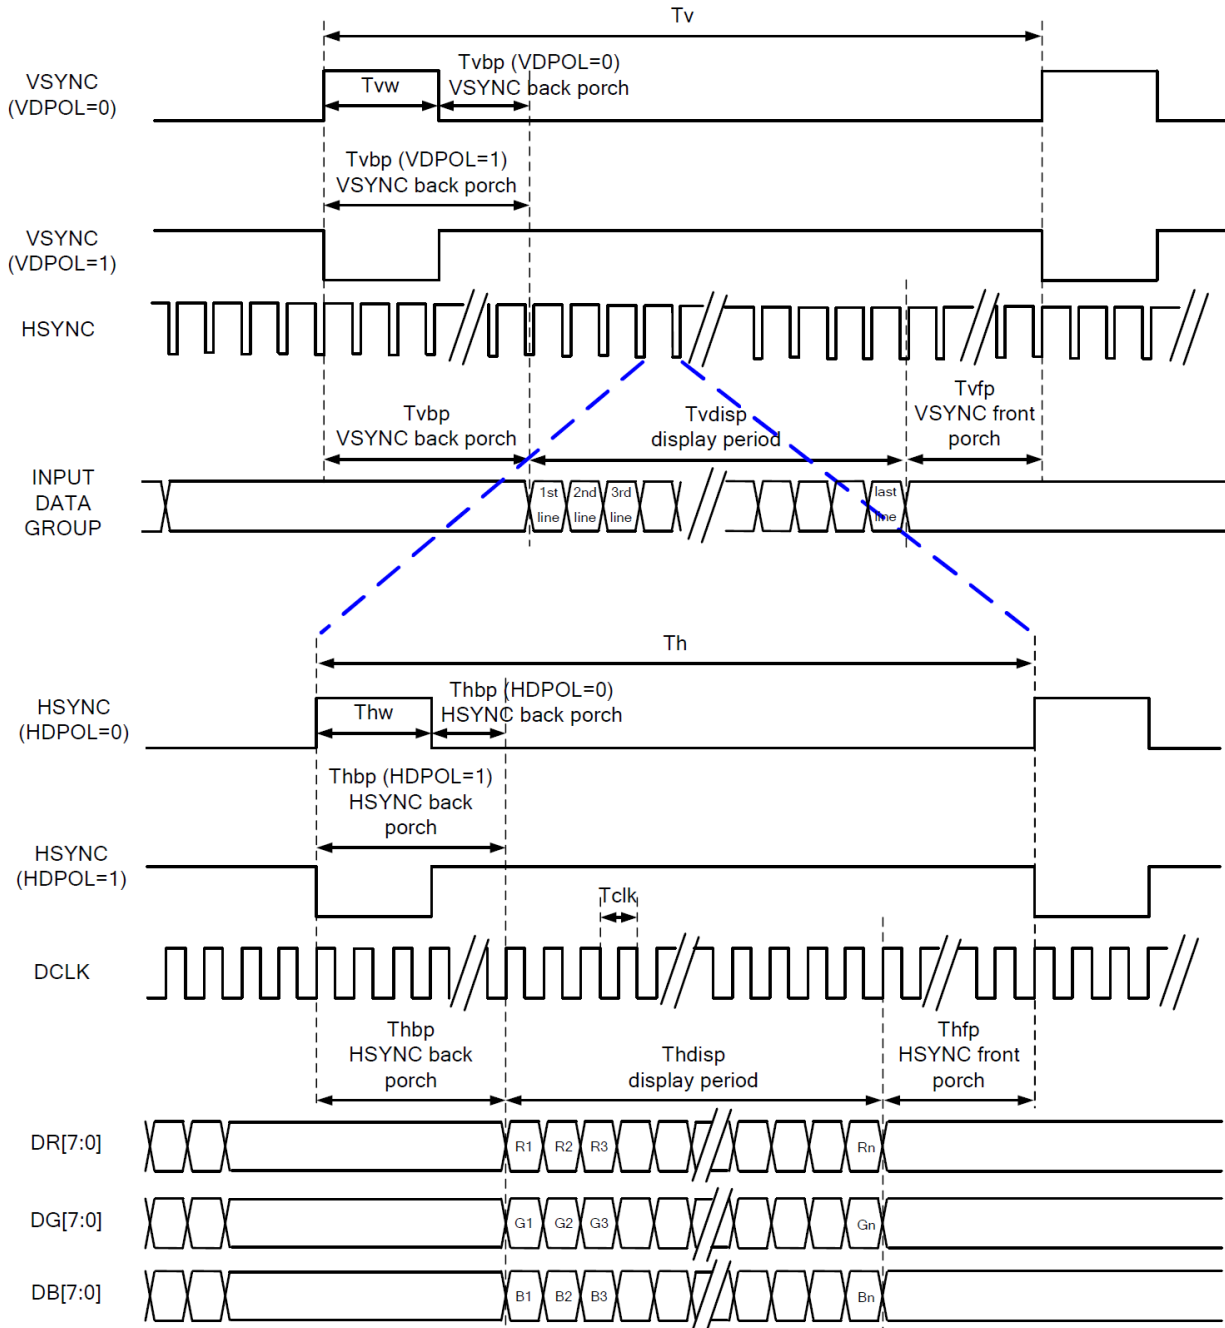 Tv
VSYNC
(VDPOL=0)
Tvw
Tvbp (VDPOL=0)
VSYNC back porch
Tvbp (VDPOL=1)
VSYNC back porch
VSYNC
(VDPOL=1)
HSYNC
Tvbp
VSYNC back porch
Tvdisp
display period
Tvfp
VSYNC front
porch
INPUT
DATA
GROUP
1st
line
2nd
line
3rd
line
last
line
Th
HSYNC
(HDPOL=0)
Thw
Thbp (HDPOL=0)
HSYNC back porch
Thbp (HDPOL=1)
HSYNC back
porch
HSYNC
(HDPOL=1)
Tclk
DCLK
Thbp
HSYNC back
porch
Thdisp
display period
Thfp
HSYNC front
porch
DR[7:0]
R1
R2
R3
Rn
DG[7:0]
G1
G2
G3
Gn
DB[7:0]
B1
B2
B3
Bn